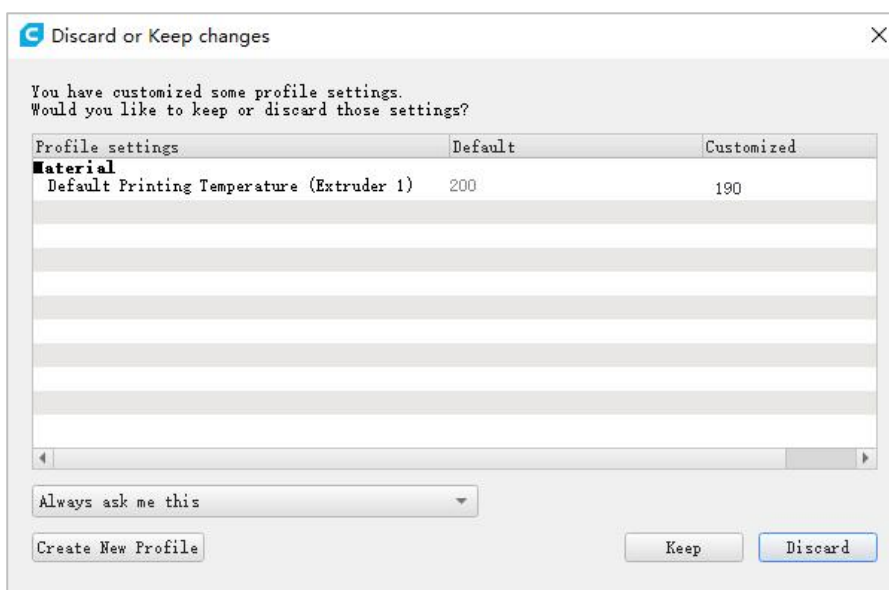 Discard or Keep changes
You have customized some profile settings.
Would you like to keep or discard those settings?
Profile settings Default Customized
Material
Default Printing Temperature (Extruder 1) 200 190
Always ask me this
Create New Profile Keep Discard